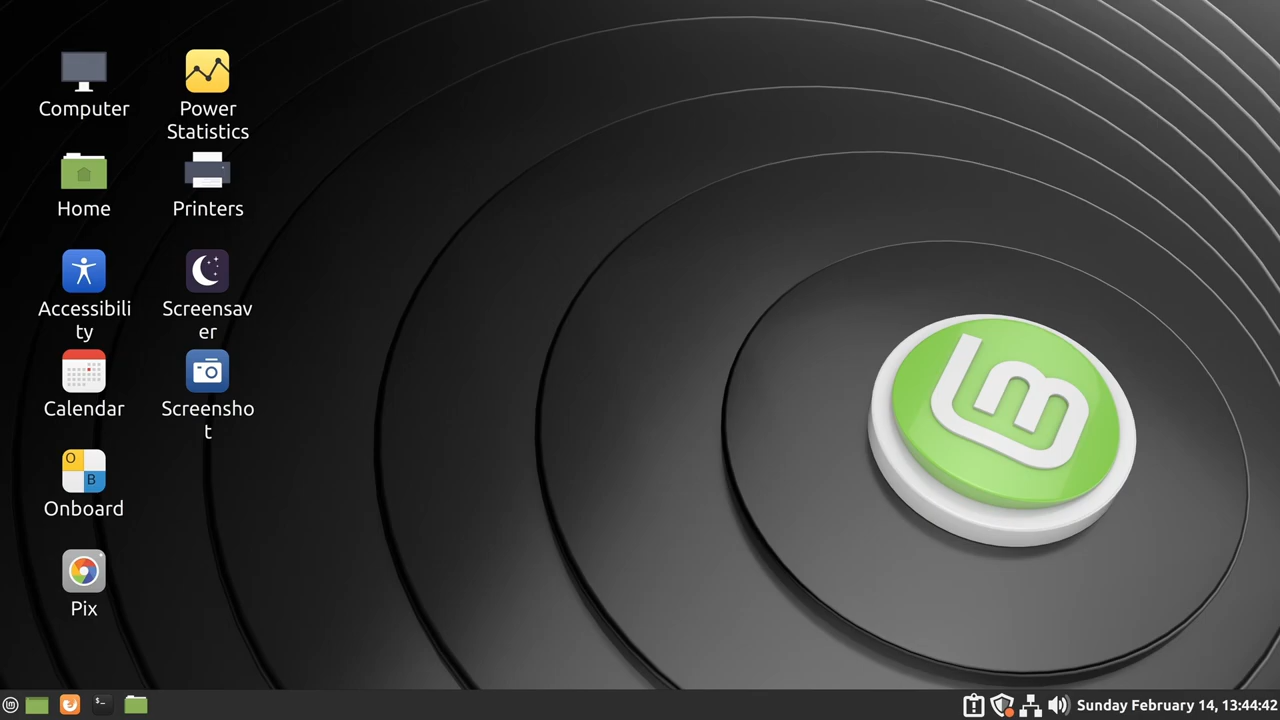 Computer
Power
Statistics
Home
Printers
Accessibili
ty
Screensav
er
Calendar
Screensho
t
O
B
Onboard
Pix
Sunday February 14, 13:44:42